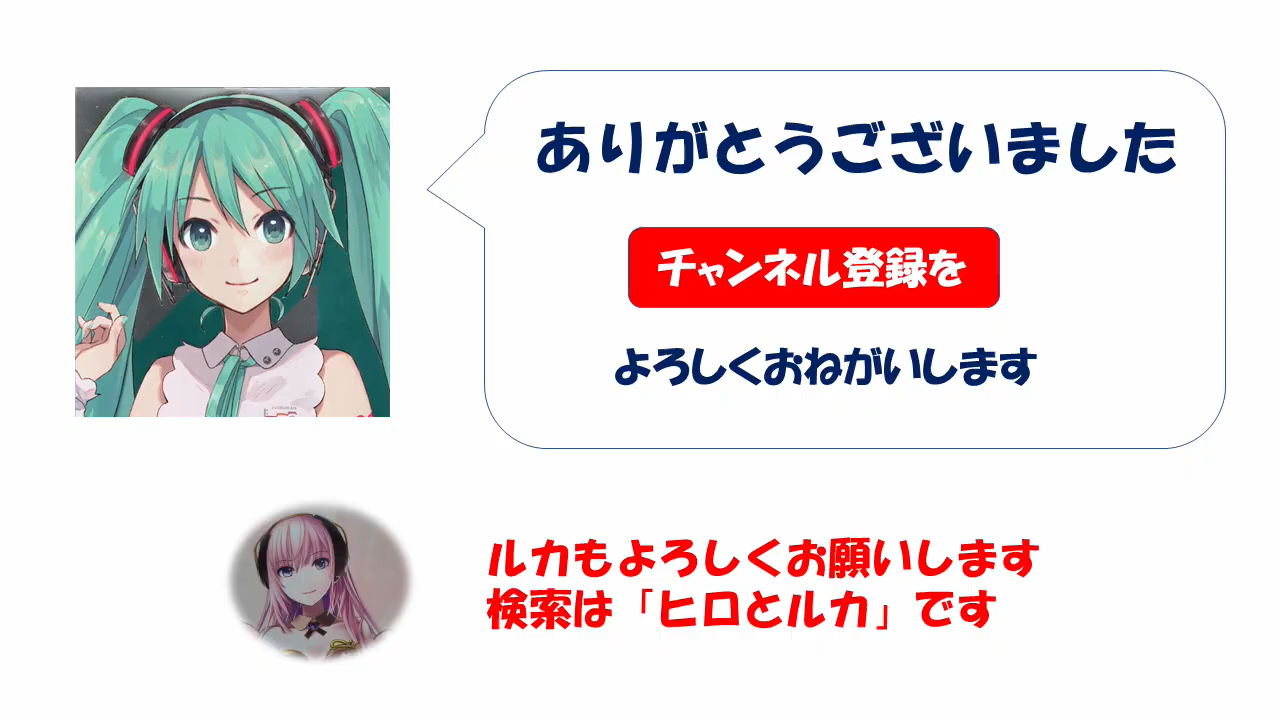 ありがとうございました
チャンネル登録を
よろしくおねがいします
ルカもよろしくお願いします
検索は「ヒロとルカ」です